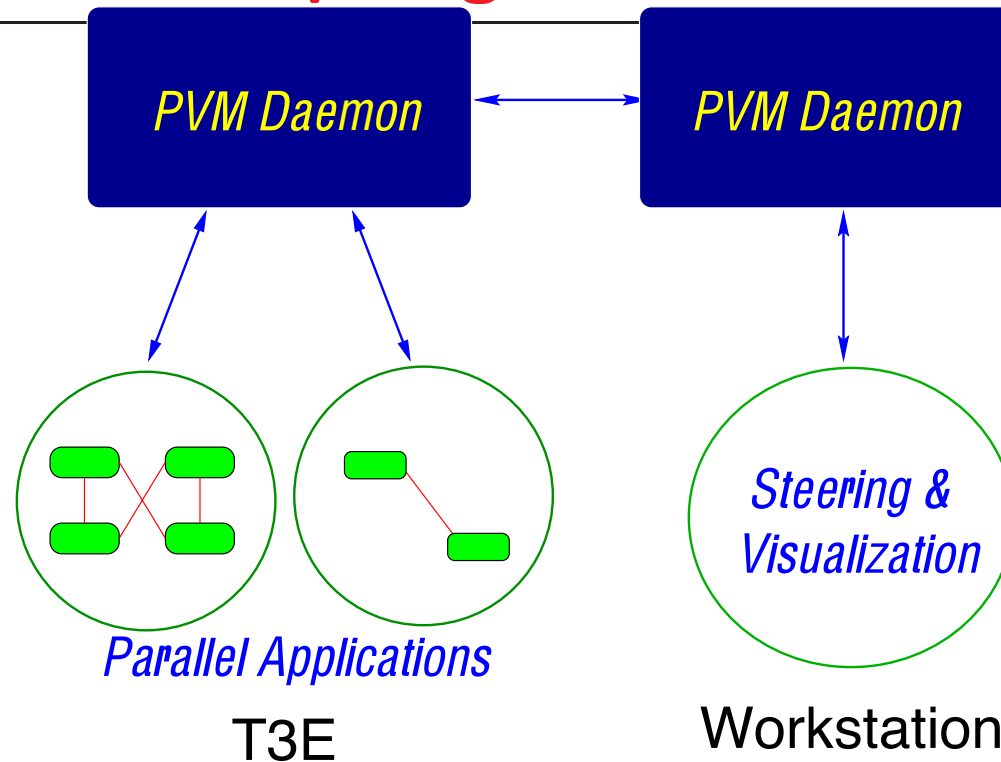 PVM Daemon
PVM Daemon
Steering &
Visualization
Parallel Applications
T3E
Workstation